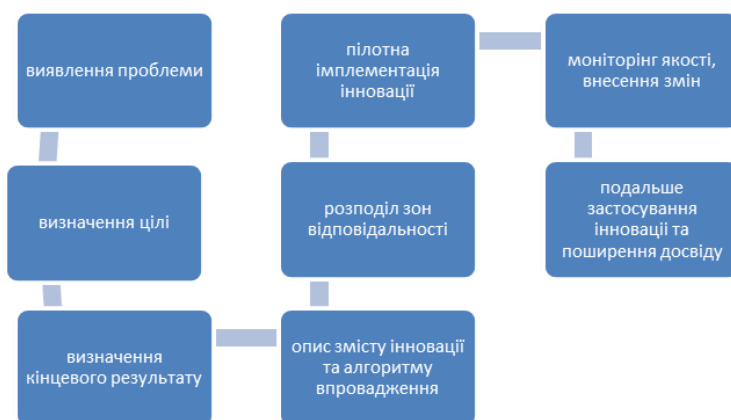 виявлення проблеми
визначення цілі
визначення
кінцевого результату
опис змісту інновації
та алгоритму
впровадження
розподіл зон
відповідальності
пілотна
імплементація
інновації
моніторинг якості,
внесення змін
подальше
застосування
інновації та
поширення досвіду